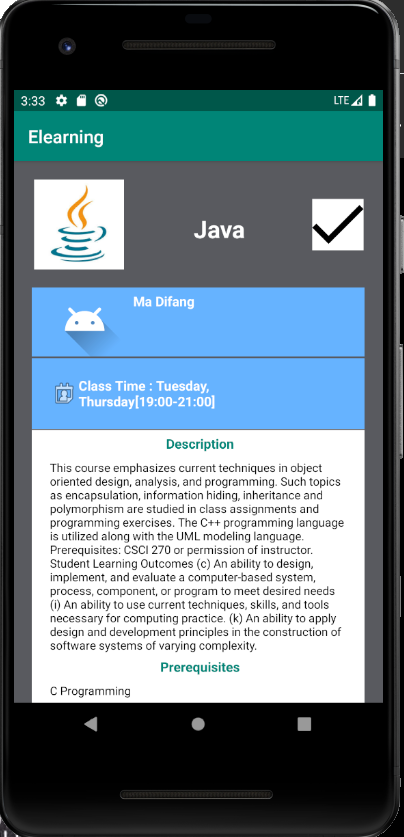 3:33
LTE
Elearning
Java
Ma Difang
Class Time : Tuesday,
Thursday[19:00-21:00]
Description
This course emphasizes current techniques in object
oriented design, analysis, and programming. Such topics
as encapsulation, information hiding, inheritance and
polymorphism are studied in class assignments and
programming exercises. The C++ programming language
is utilized along with the UML modeling language.
Prerequisites: CSCI 270 or permission of instructor.
Student Learning Outcomes (c) An ability to design,
implement, and evaluate a computer-based system,
process, component, or program to meet desired needs
(i) An ability to use current techniques, skills, and tools
necessary for computing practice. (k) An ability to apply
design and development principles in the construction of
software systems of varying complexity.
Prerequisites
C Programming